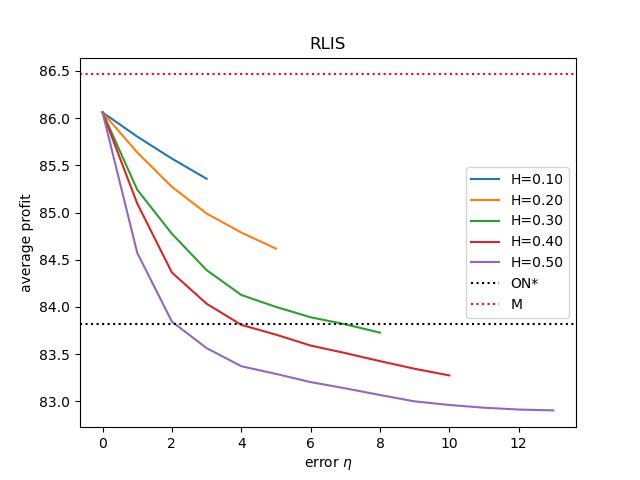 RLIS
average profit
86.5
86.0
85.5
85.0
84.5
84.0
83.5
83.0
H=0.10
H=0.20
H=0.30
H=0.40
H=0.50
ON*
M
0 2 4 6 8 10 12
error η